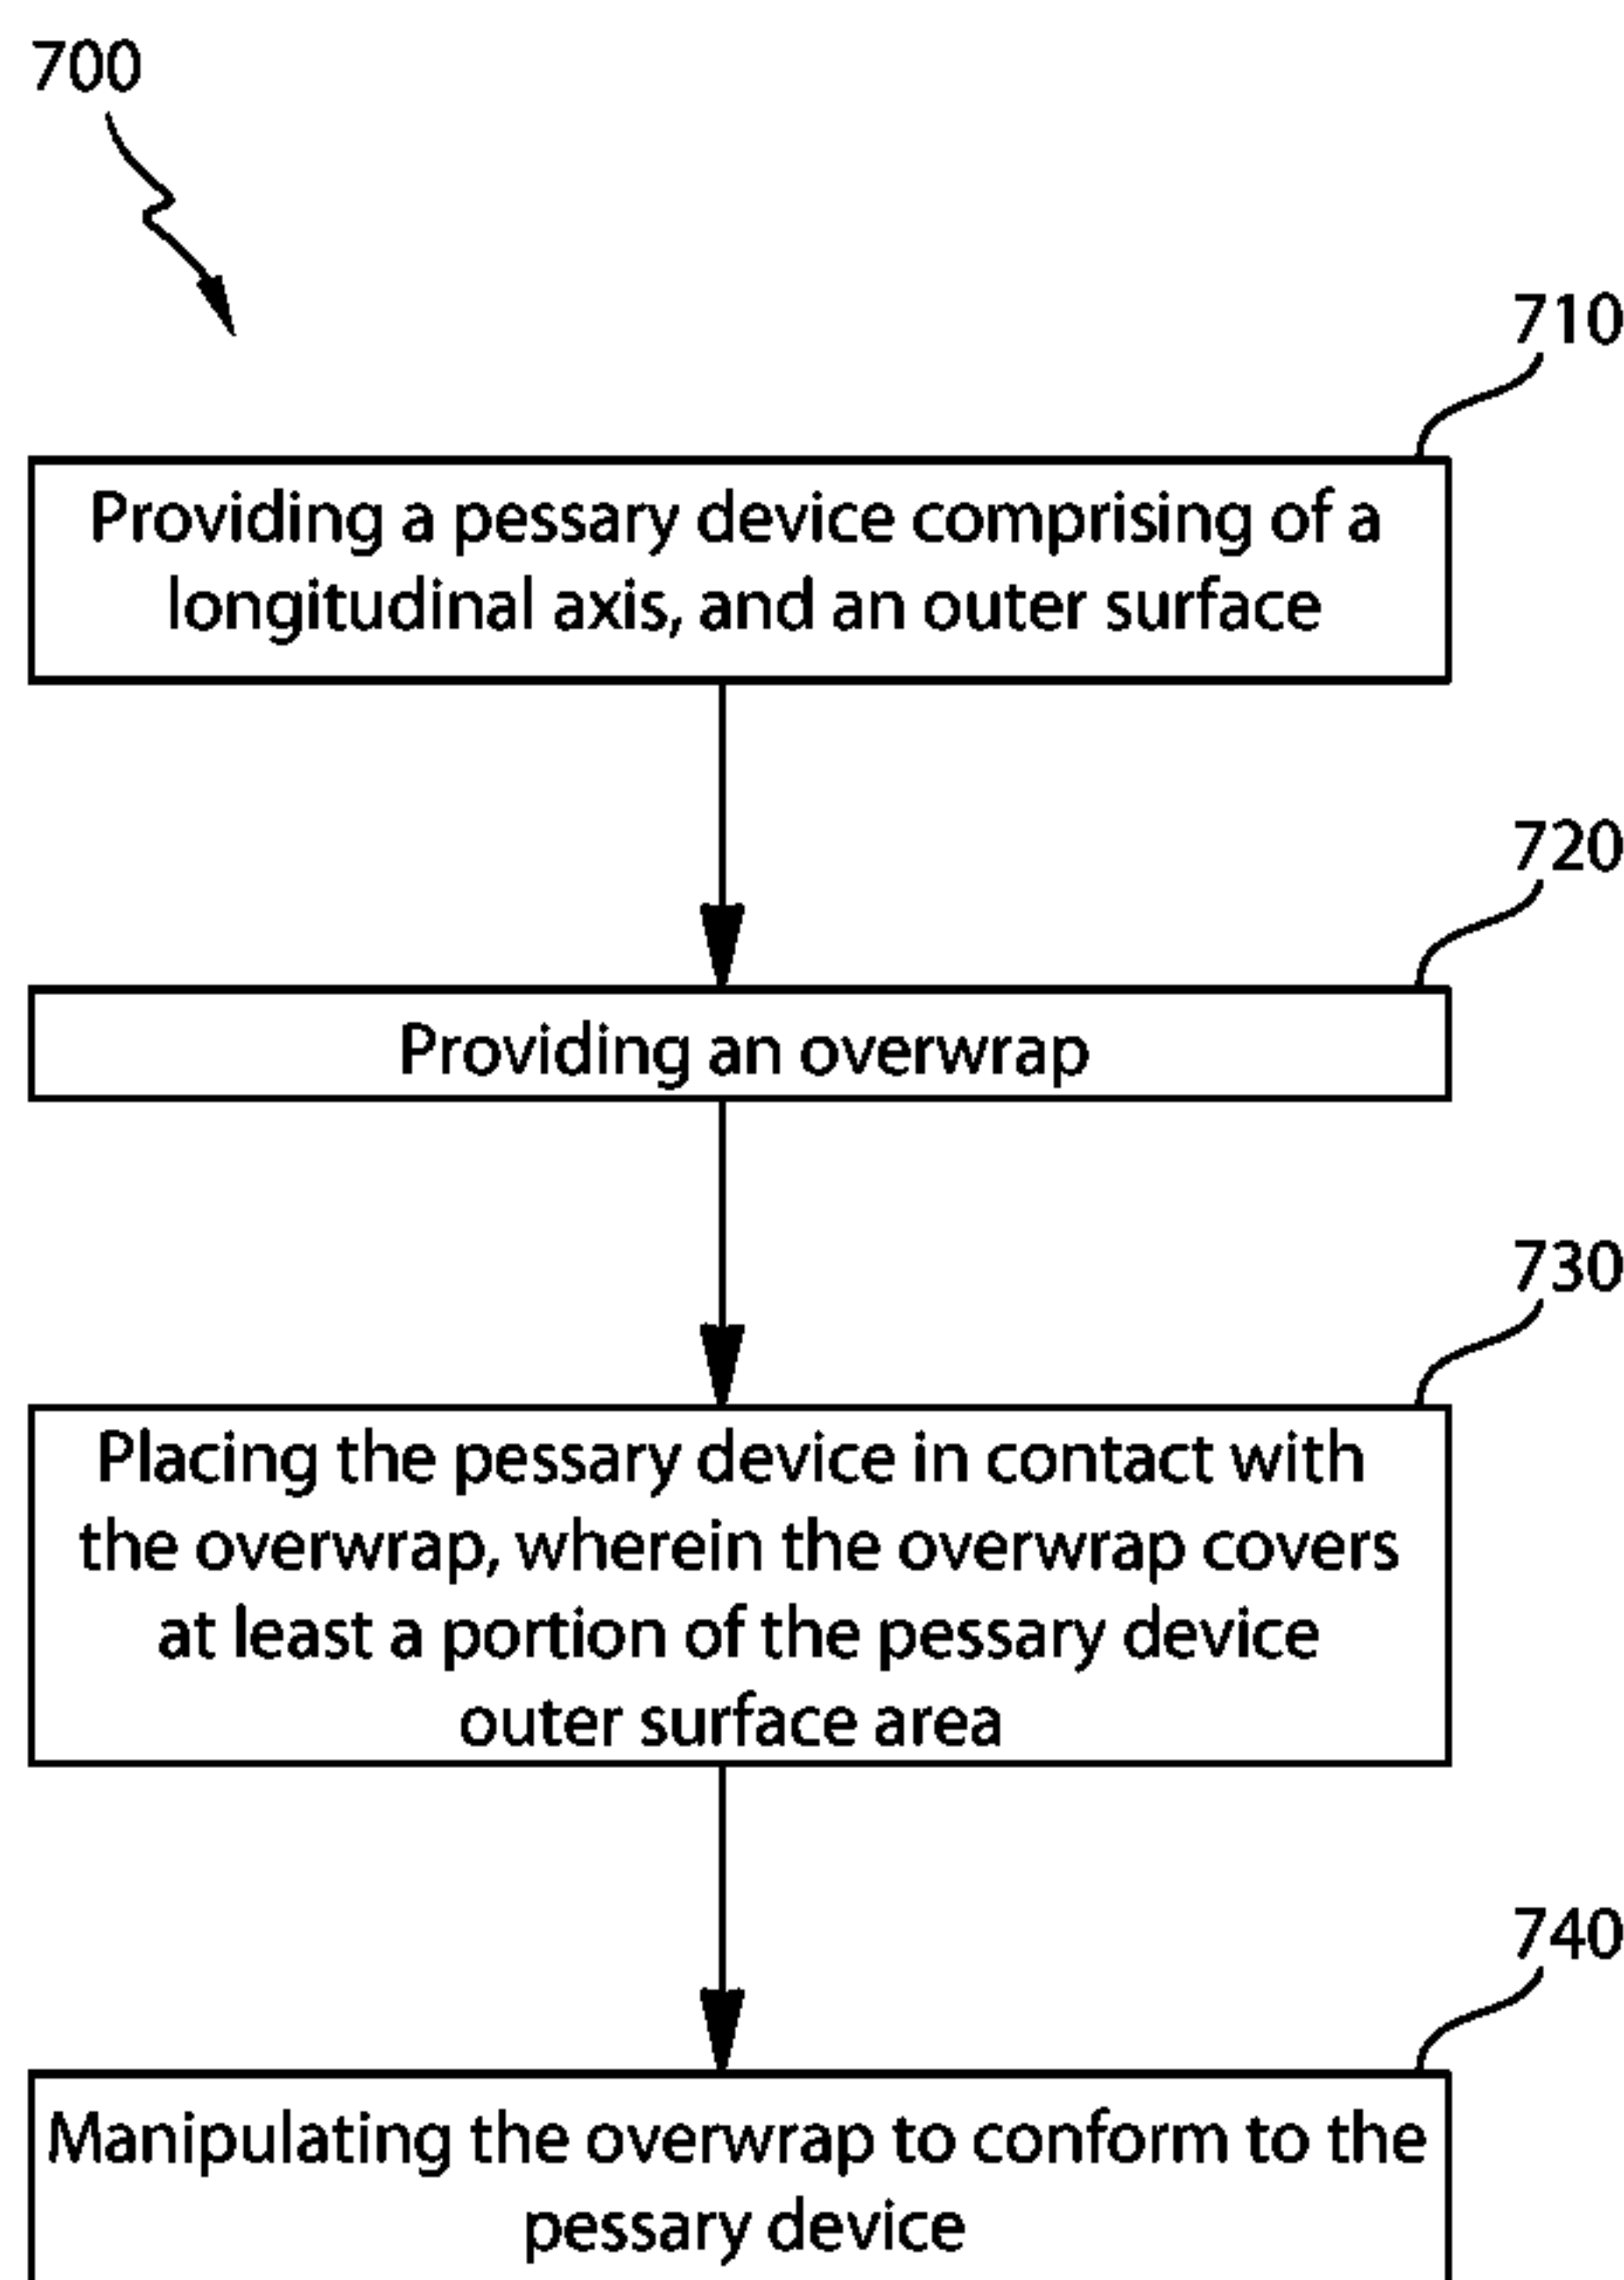 700
710
Providing a pessary device comprising of a
longitudinal axis, and an outer surface
720
Providing an overwrap
730
Placing the pessary device in contact with
the overwrap, wherein the overwrap covers
at least a portion of the pessary device
outer surface area
740
Manipulating the overwrap to conform to the
pessary device